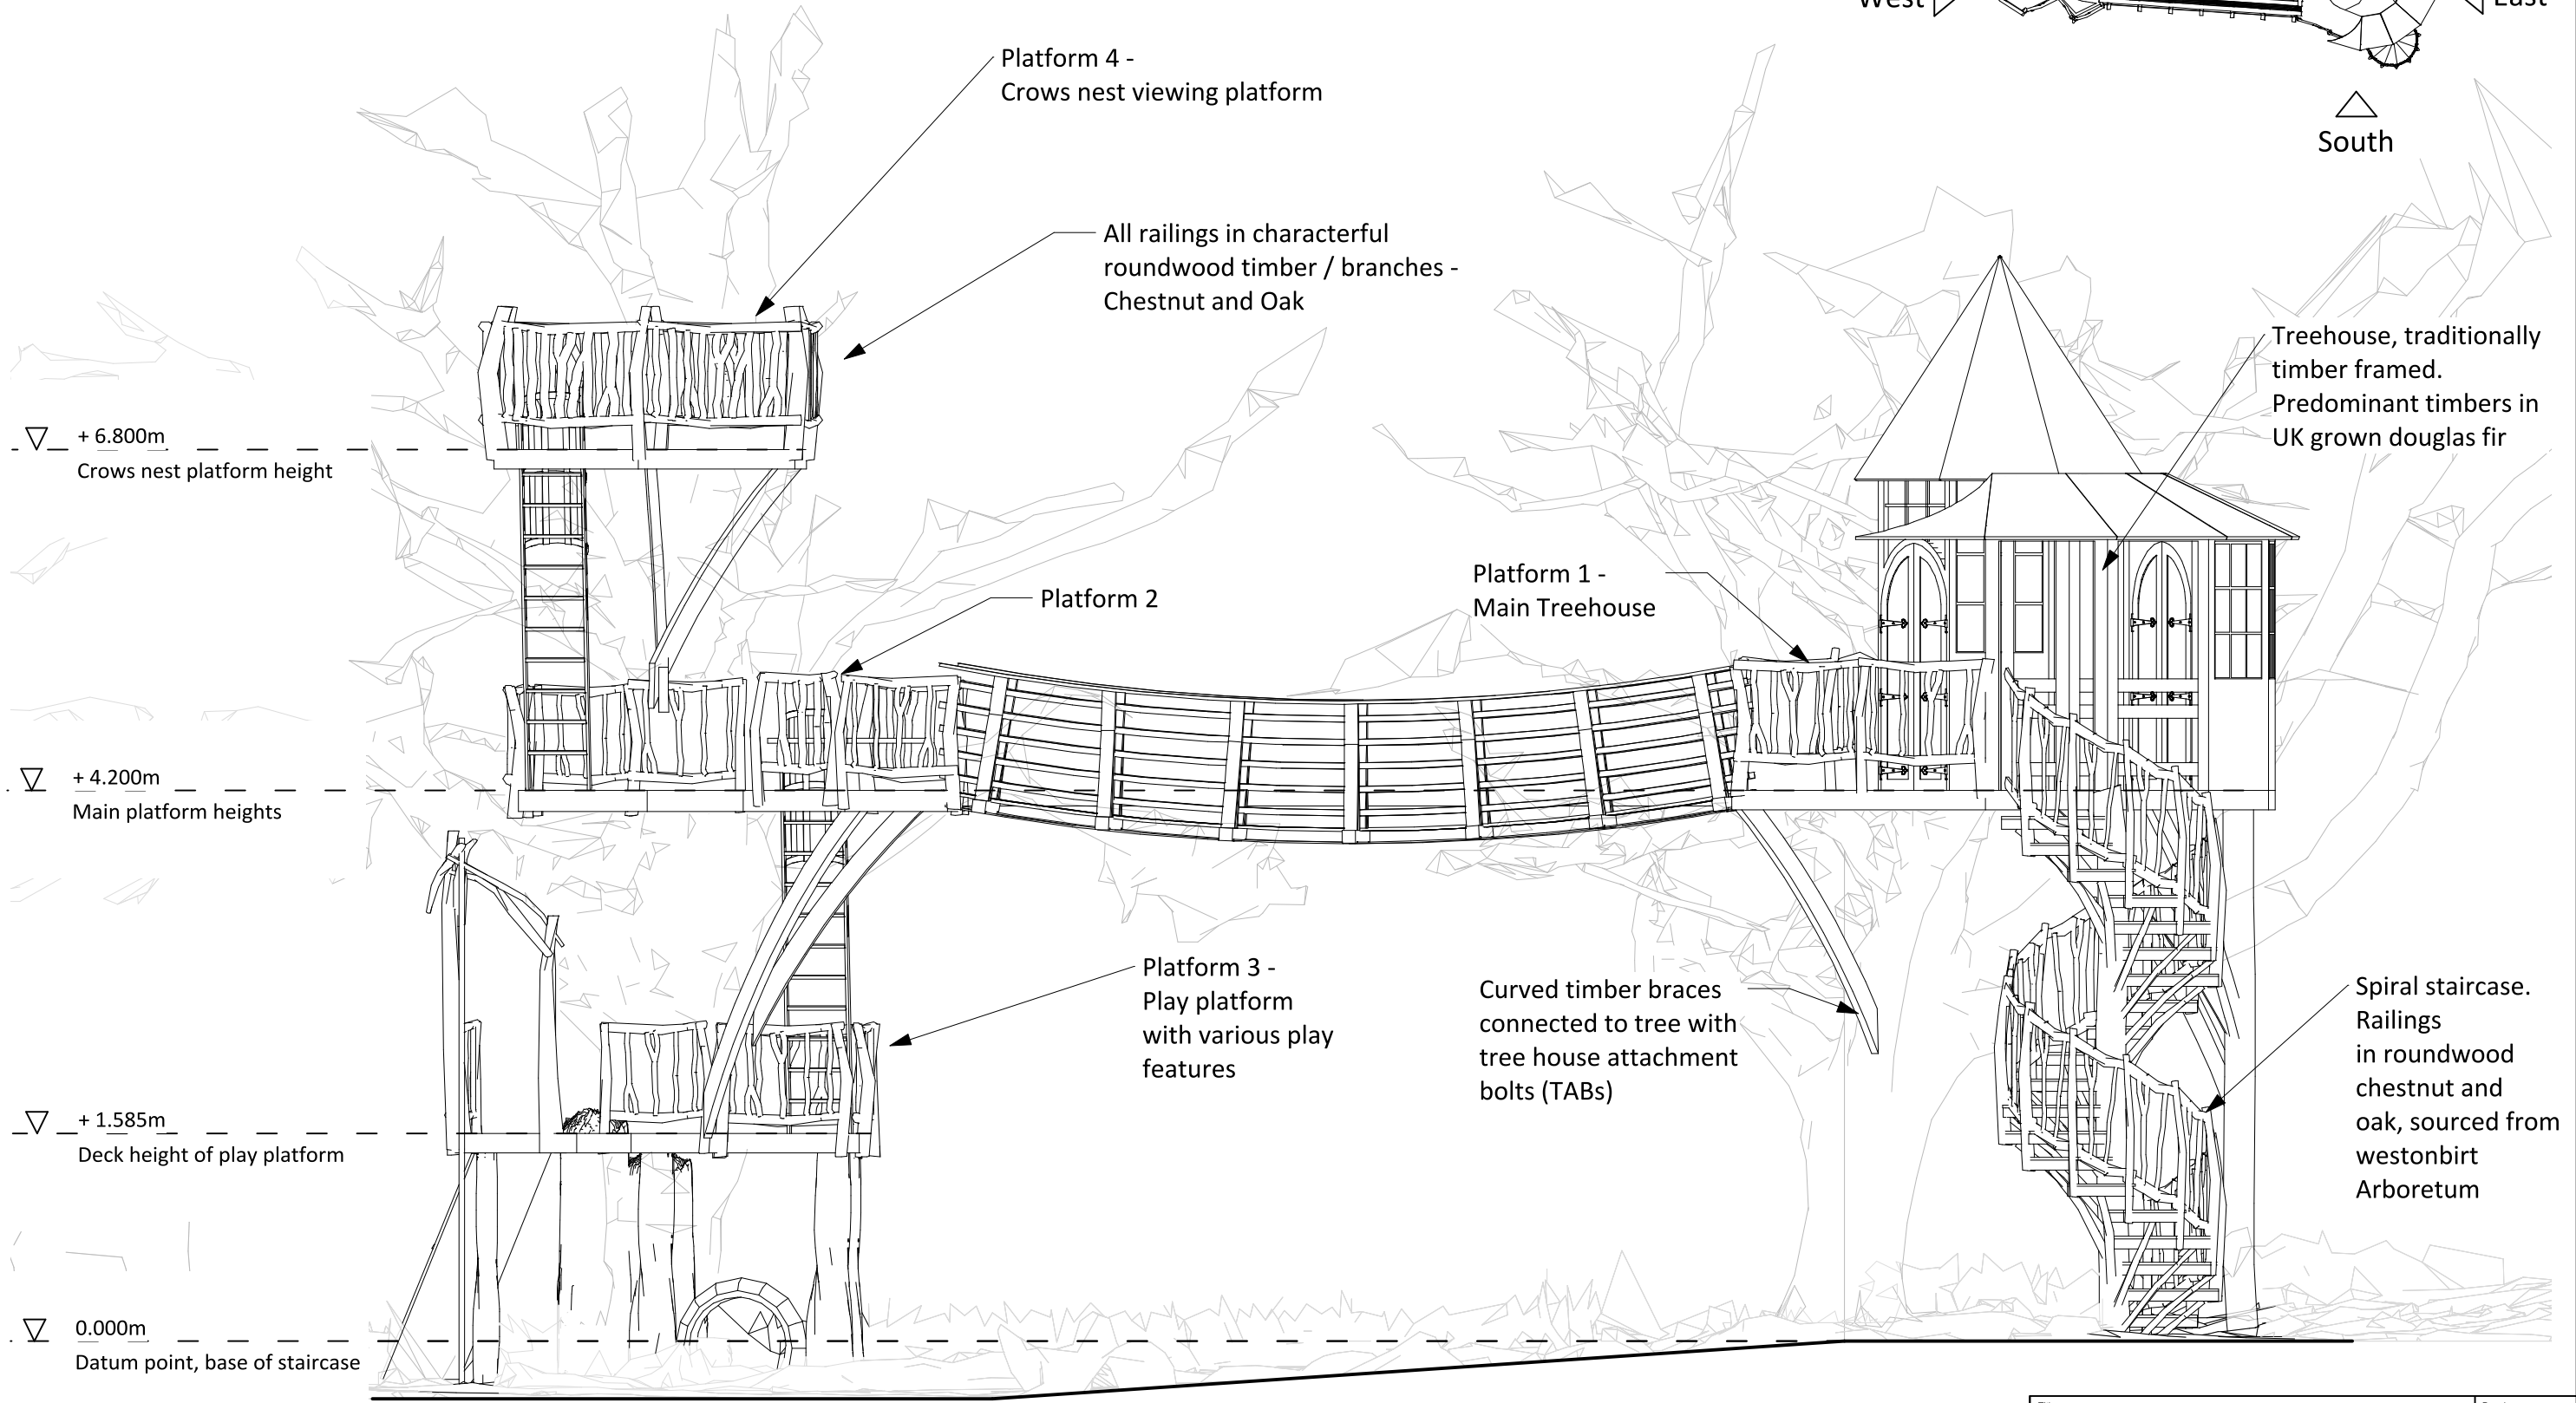 West
East
South
Platform 4 -
Crows nest viewing platform
All railings in characterful
roundwood timber / branches -
Chestnut and Oak
Treehouse, traditionally
timber framed.
Predominant timbers in
UK grown douglas fir
+ 6.800m
Crows nest platform height
Platform 2
Platform 1 -
Main Treehouse
+ 4.200m
Main platform heights
Platform 3 -
Play platform
with various play
features
Curved timber braces
connected to tree with
tree house attachment
bolts (TABs)
Spiral staircase.
Railings
in roundwood
chestnut and
oak, sourced from
westonbirt
Arboretum
+ 1.585m
Deck height of play platform
0.000m
Datum point, base of staircase